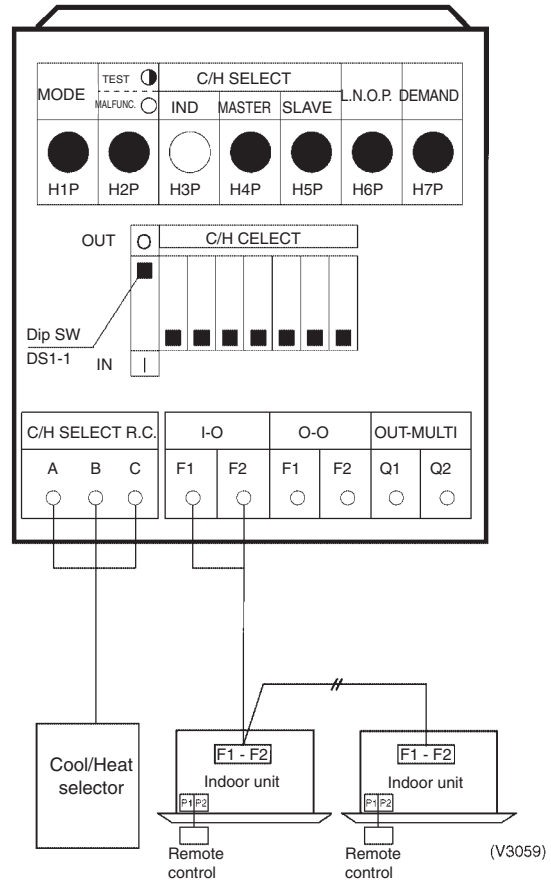 TEST
C/H SELECT
MODE
L.N.O.P.
DEMAND
MALFUNC.
IND
MASTER
SLAVE
H1P
H2P
H3P
H4P
H5P
H6P
H7P
OUT
O
C/H CELECT
Dip SW
DS1-1
IN
|
C/H SELECT R.C.
I-O
O-O
OUT-MULTI
A
B
C
F1
F2
F1
F2
Q1
Q2
Cool/Heat
selector
F1 - F2
Indoor unit
P1 P2
Remote
control
F1 - F2
Indoor unit
P1 P2
Remote
control
(V3059)